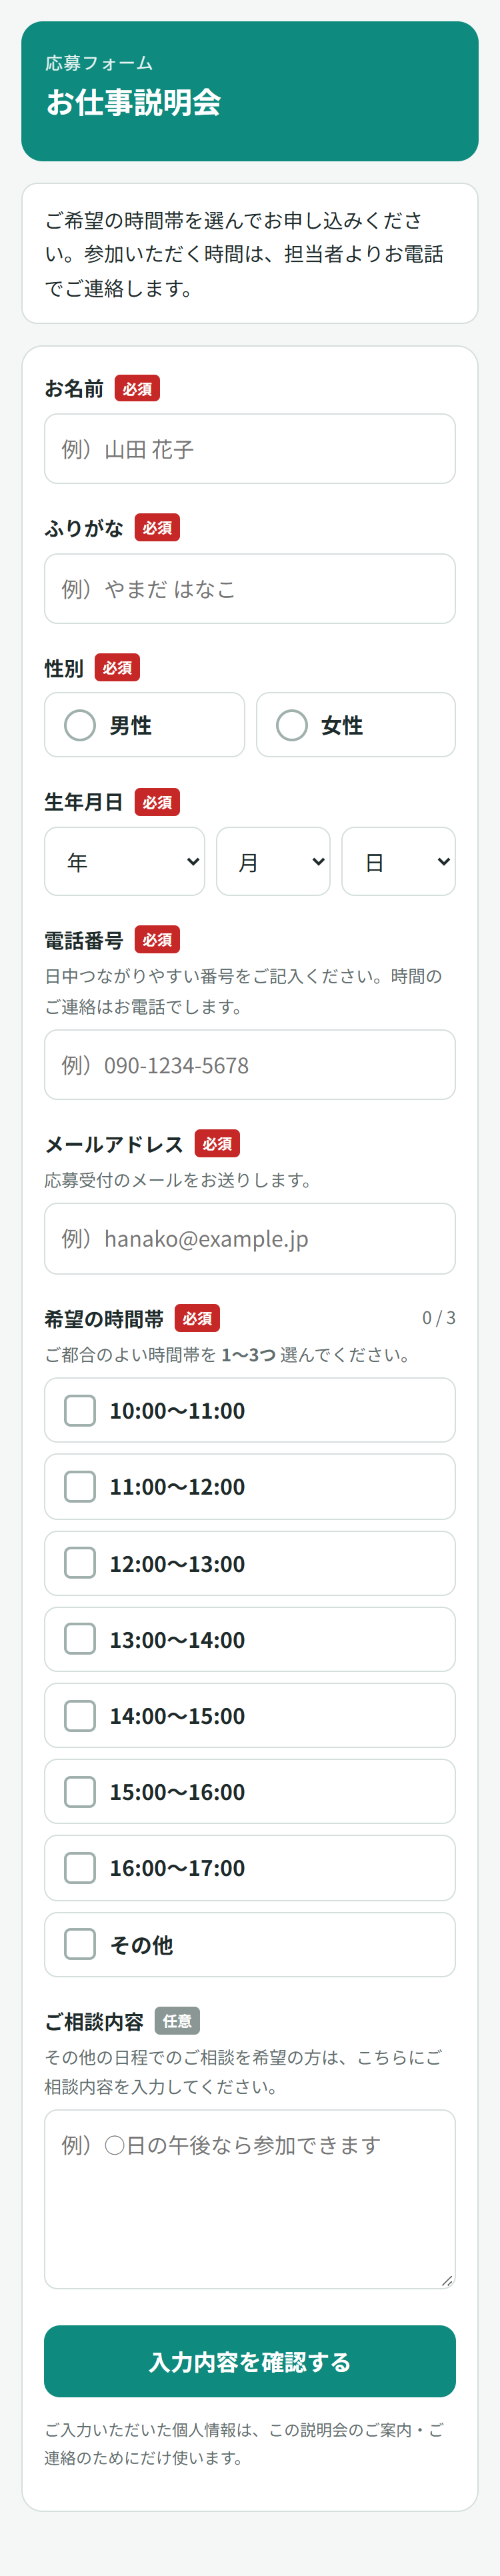 応募フォーム
お仕事説明会
ご希望の時間帯を選んでお申し込みくださ
い。参加いただく時間は、担当者よりお電話
でご連絡します。
お名前 必須
例）山田 花子
ふりがな 必須
例）やまだ はなこ
性別 必須
男性 女性
生年月日 必須
年 月 日
電話番号 必須
日中つながりやすい番号をご記入ください。時間の
ご連絡はお電話でします。
例）090-1234-5678
メールアドレス 必須
応募受付のメールをお送りします。
例）hanako@example.jp
希望の時間帯 必須 0 / 3
ご都合のよい時間帯を 1〜3つ 選んでください。
10:00〜11:00
11:00〜12:00
12:00〜13:00
13:00〜14:00
14:00〜15:00
15:00〜16:00
16:00〜17:00
その他
ご相談内容 任意
その他の日程でのご相談を希望の方は、こちらにご
相談内容を入力してください。
例）〇日の午後なら参加できます
入力内容を確認する
ご入力いただいた個人情報は、この説明会のご案内・ご
連絡のためにだけ使います。